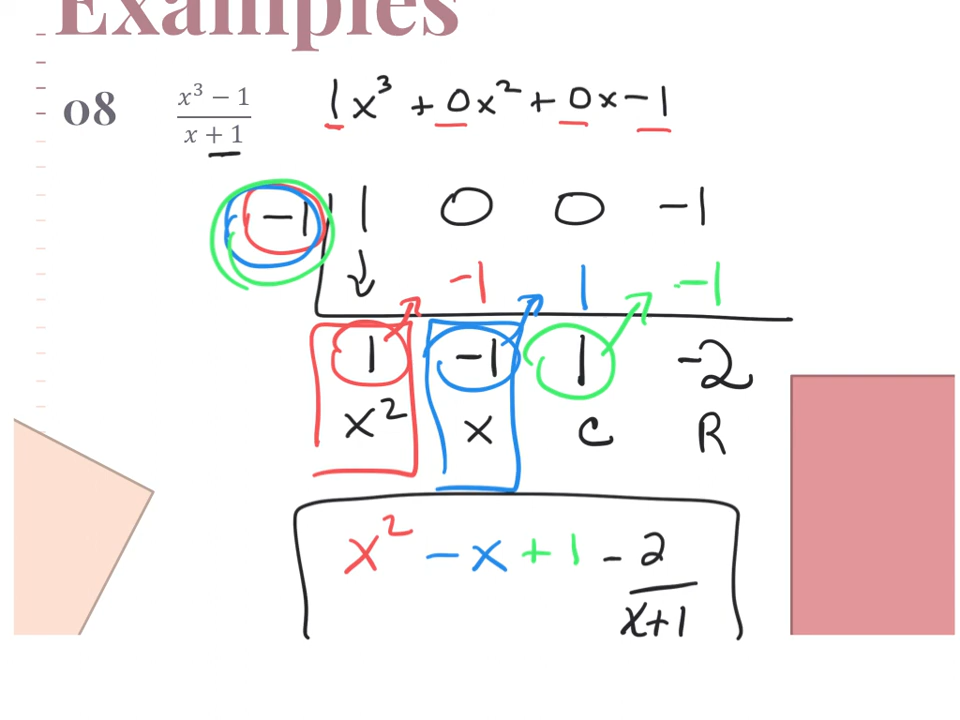 Examples
08 x³ − 1 / x + 1 1x³ + 0x² + 0x − 1
−1 | 1 0 0 −1
↓ −1 1 −1
1 −1 1 −2
x² x C R
x² − x + 1 − 2/x+1